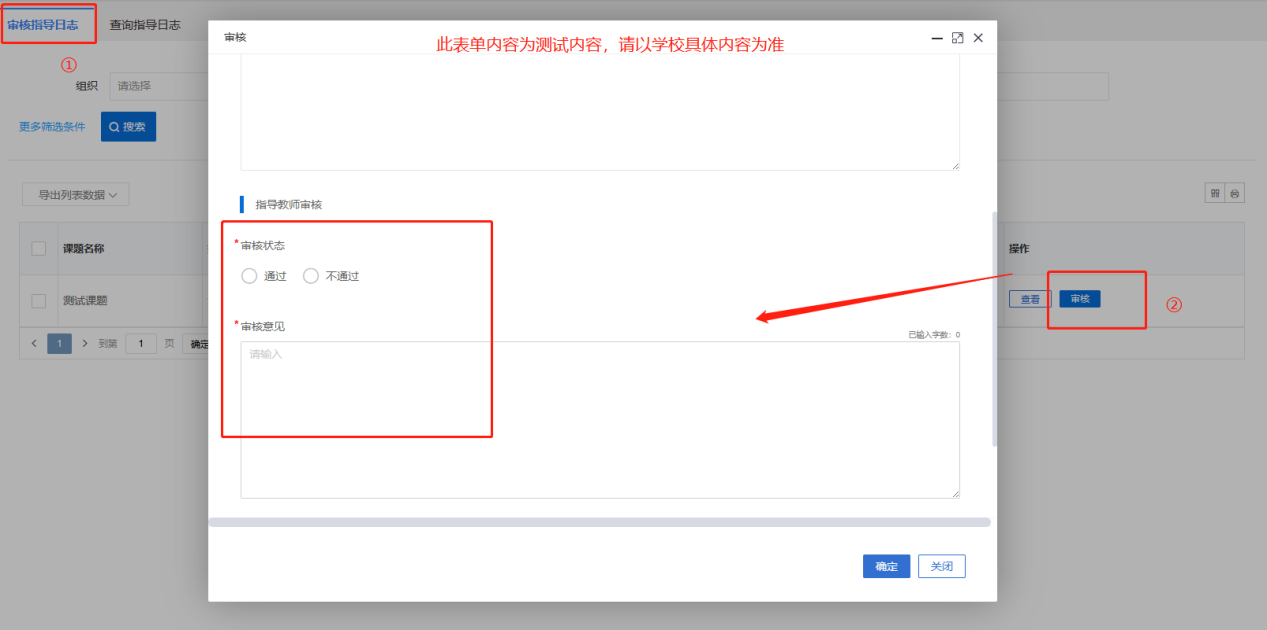 审核指导日志 查询指导日志
审核
此表单内容为测试内容，请以学校具体内容为准
①
组织 请选择
更多筛选条件 搜索
导出列表数据
指导教师审核
课题名称 操作
*审核状态
通过 不通过
测试课题 查看 审核 ②
*审核意见
已输入字数：0
1 到第 1 页 确定
请输入
确定 关闭